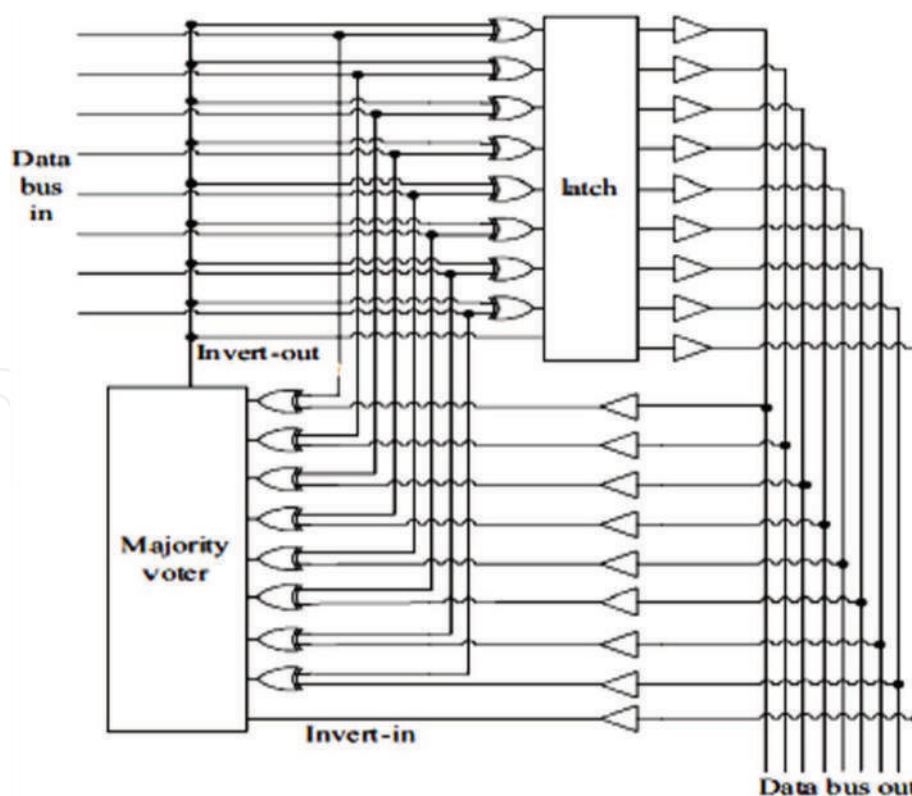 Data
bus
in
latch
Invert-out
Majority
voter
Invert-in
Data bus out